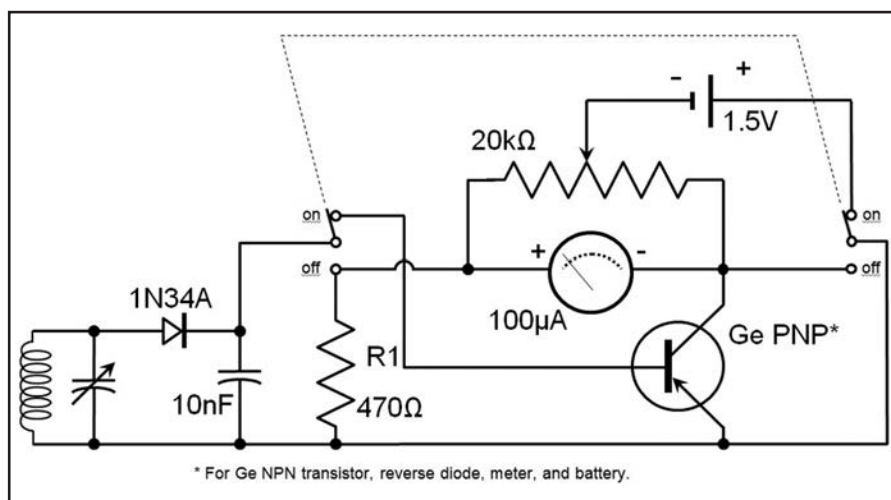 - +
1.5V
20kΩ
on
on
+ -
off
off
1N34A
100μA
Ge PNP*
R1
10nF
470Ω
* For Ge NPN transistor, reverse diode, meter, and battery.